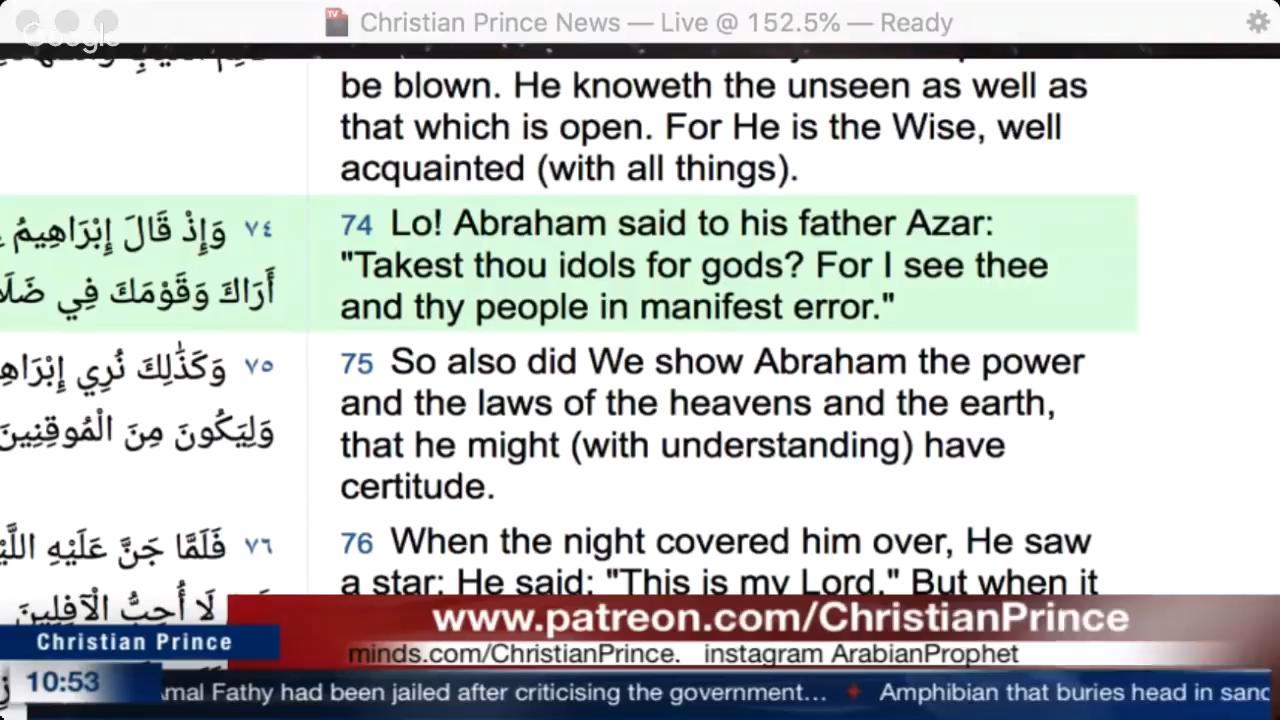 Christian Prince News — Live @ 152.5% — Ready
Google
be blown. He knoweth the unseen as well as
that which is open. For He is the Wise, well
acquainted (with all things).
٧٤ وَإِذْ قَالَ إِبْرَاهِيمُ
أَرَاكَ وَقَوْمَكَ فِي
74 Lo! Abraham said to his father Azar:
"Takest thou idols for gods? For I see thee
and thy people in manifest error."
٧٥ وَكَذَٰلِكَ نُرِي
وَلِيَكُونَ مِنَ الْمُوقِنِينَ
75 So also did We show Abraham the power
and the laws of the heavens and the earth,
that he might (with understanding) have
certitude.
٧٦ فَلَمَّا جَنَّ عَلَيْهِ
لَا أُحِبُّ الْآفِلِينَ
76 When the night covered him over, He saw
a star: He said: "This is my Lord." But when it
www.patreon.com/ChristianPrince
Christian Prince
minds.com/ChristianPrince. instagram ArabianProphet
10:53
Fathy had been jailed after criticising the government... Amphibian that buries head in